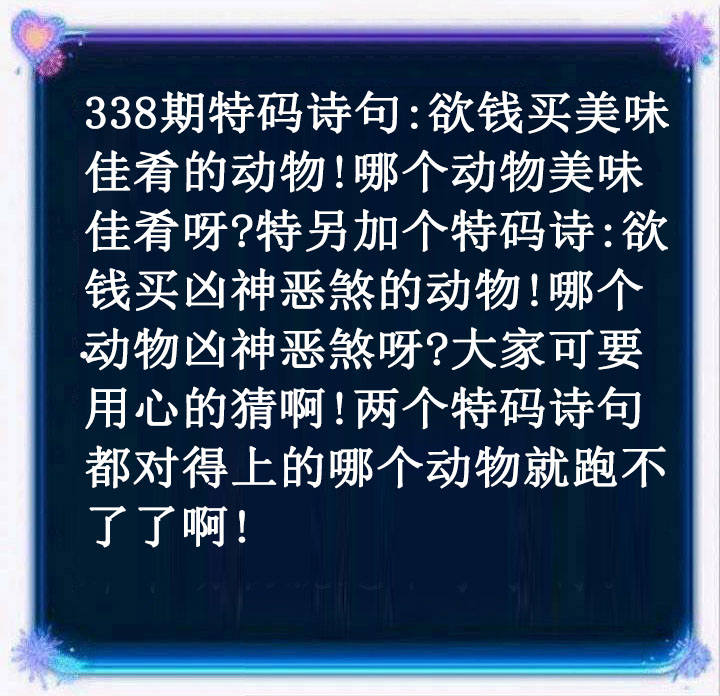 338期特码诗句:欲钱买美味
佳肴的动物!哪个动物美味
佳肴呀?特另加个特码诗:欲
钱买凶神恶煞的动物!哪个
动物凶神恶煞呀?大家可要
用心的猜啊!两个特码诗句
都对得上的哪个动物就跑不
了了啊!